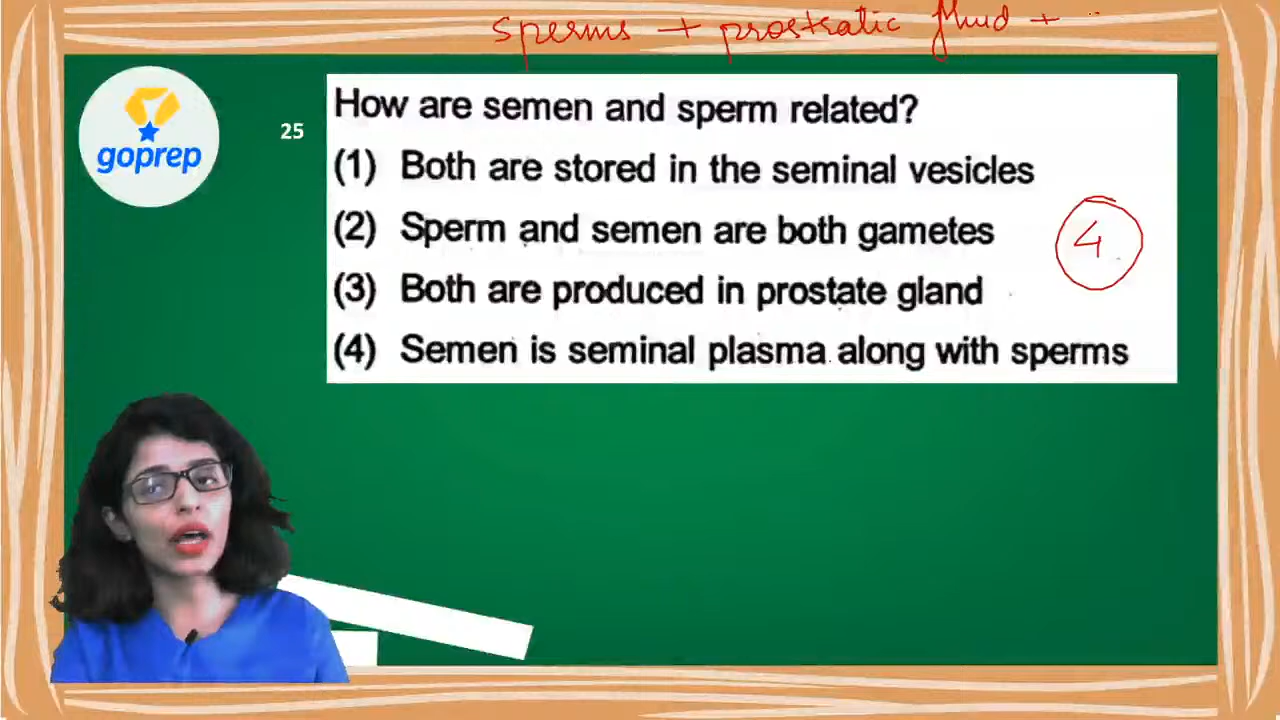 sperms + prostratic fluid +
goprep
25
How are semen and sperm related?
(1) Both are stored in the seminal vesicles
(2) Sperm and semen are both gametes
(3) Both are produced in prostate gland
(4) Semen is seminal plasma along with sperms
4